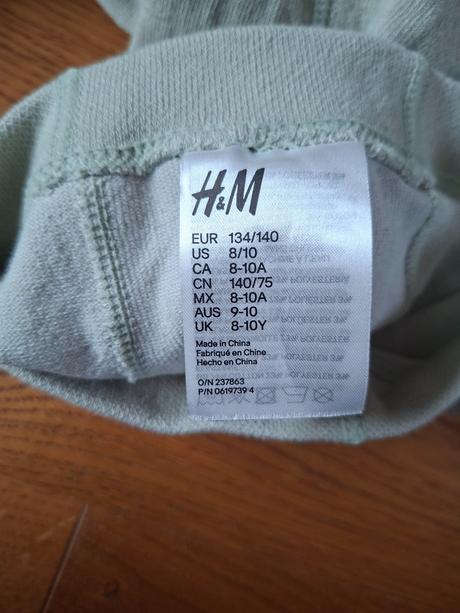 H&M
EUR 134/140
US 8/10
CA 8-10A
CN 140/75
MX 8-10A
AUS 9-10
UK 8-10Y
Made in China
Fabriqué en Chine
Hecho en China
O/N 237863
P/N 0619739 4